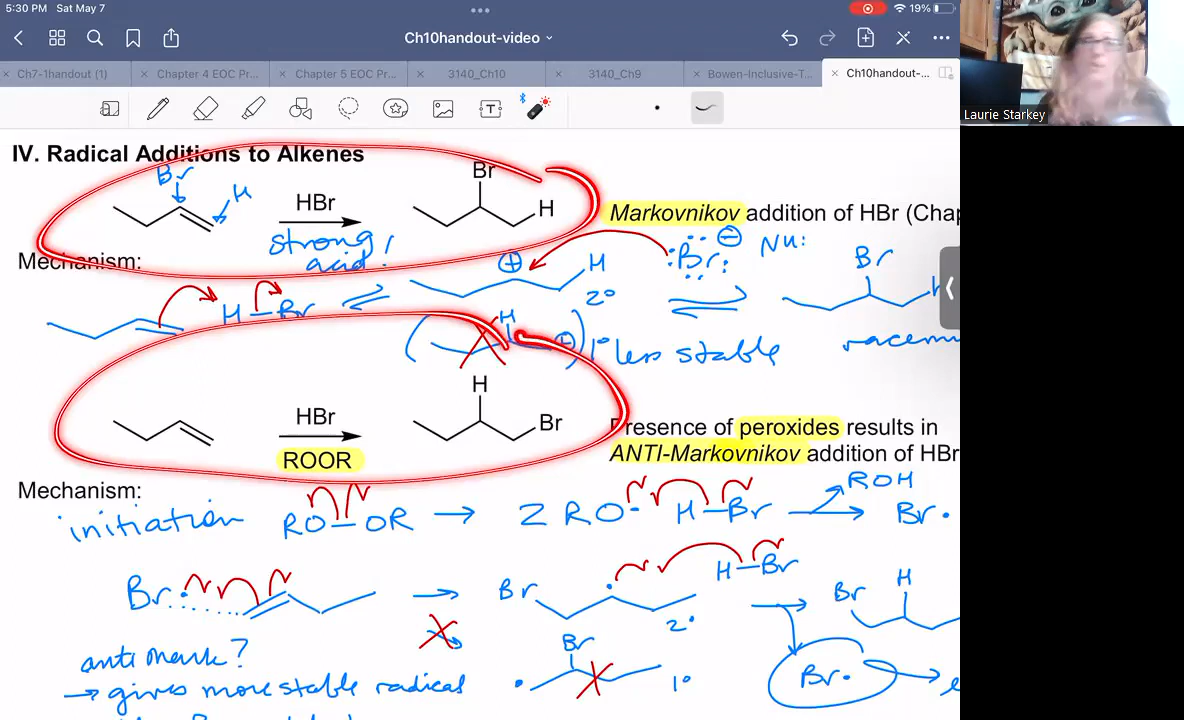 5:30 PM Sat May 7
19%
Ch10handout-video
Ch7-1handout (1)
Chapter 4 EOC Pr...
Chapter 5 EOC Pr...
3140_Ch10
3140_Ch9
Bowen-Inclusive-T...
Ch10handout-...
Laurie Starkey
IV. Radical Additions to Alkenes
Br H HBr Br H
strong acid
Markovnikov addition of HBr (Chap
Mechanism:
H—Br ⊕ H 2° :Br: ⊖ Nu: Br H
H ⊕ 1° less stable
racem
HBr ROOR H Br
Presence of peroxides results in
ANTI-Markovnikov addition of HBr
Mechanism:
initiation RO—OR → 2 RO· H—Br → ROH Br·
Br· → Br 2° H—Br → Br H
Br 1° Br·
anti mark?
→ gives more stable radical